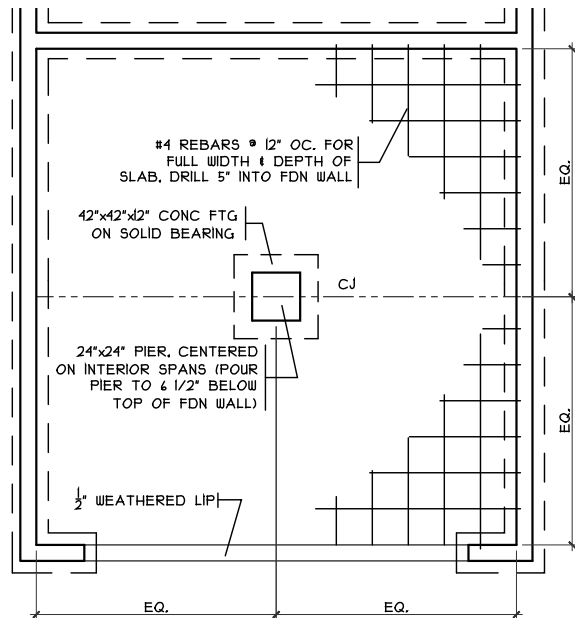 #4 REBARS @ 12" OC. FOR
FULL WIDTH & DEPTH OF
SLAB, DRILL 5" INTO FDN WALL
EQ.
42"x42"x12" CONC FTG
ON SOLID BEARING
CJ
24"x24" PIER, CENTERED
ON INTERIOR SPANS (POUR
PIER TO 6 1/2" BELOW
TOP OF FDN WALL)
EQ.
1/2" WEATHERED LIP
EQ.
EQ.